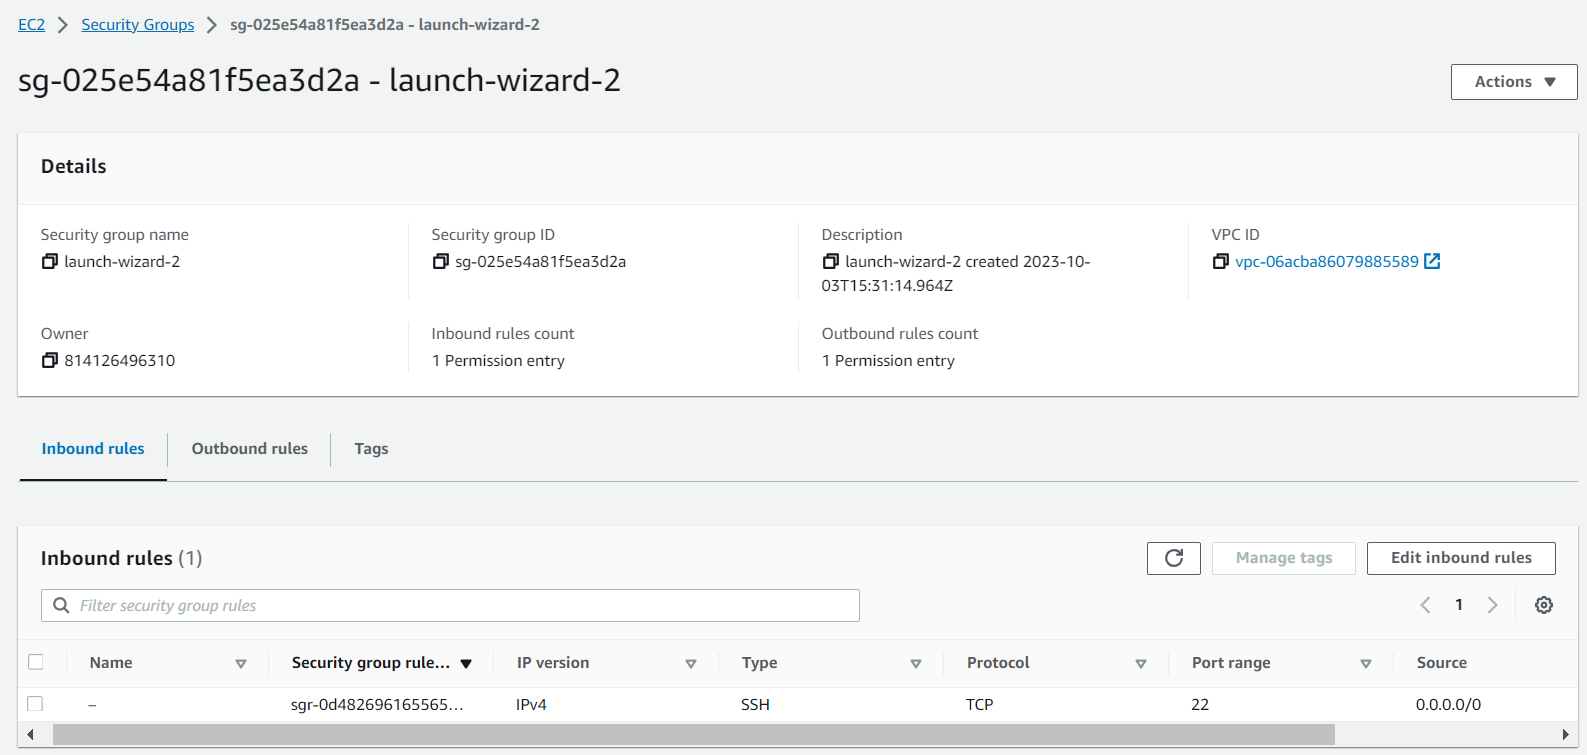 EC2 > Security Groups > sg-025e54a81f5ea3d2a - launch-wizard-2
sg-025e54a81f5ea3d2a - launch-wizard-2
Actions
Details
Security group name
launch-wizard-2
Security group ID
sg-025e54a81f5ea3d2a
Description
launch-wizard-2 created 2023-10-
03T15:31:14.964Z
VPC ID
vpc-06acba86079885589
Owner
814126496310
Inbound rules count
1 Permission entry
Outbound rules count
1 Permission entry
Inbound rules Outbound rules Tags
Inbound rules (1)
Manage tags
Edit inbound rules
Filter security group rules
1
Name Security group rule... IP version Type Protocol Port range Source
– sgr-0d482696165565... IPv4 SSH TCP 22 0.0.0.0/0